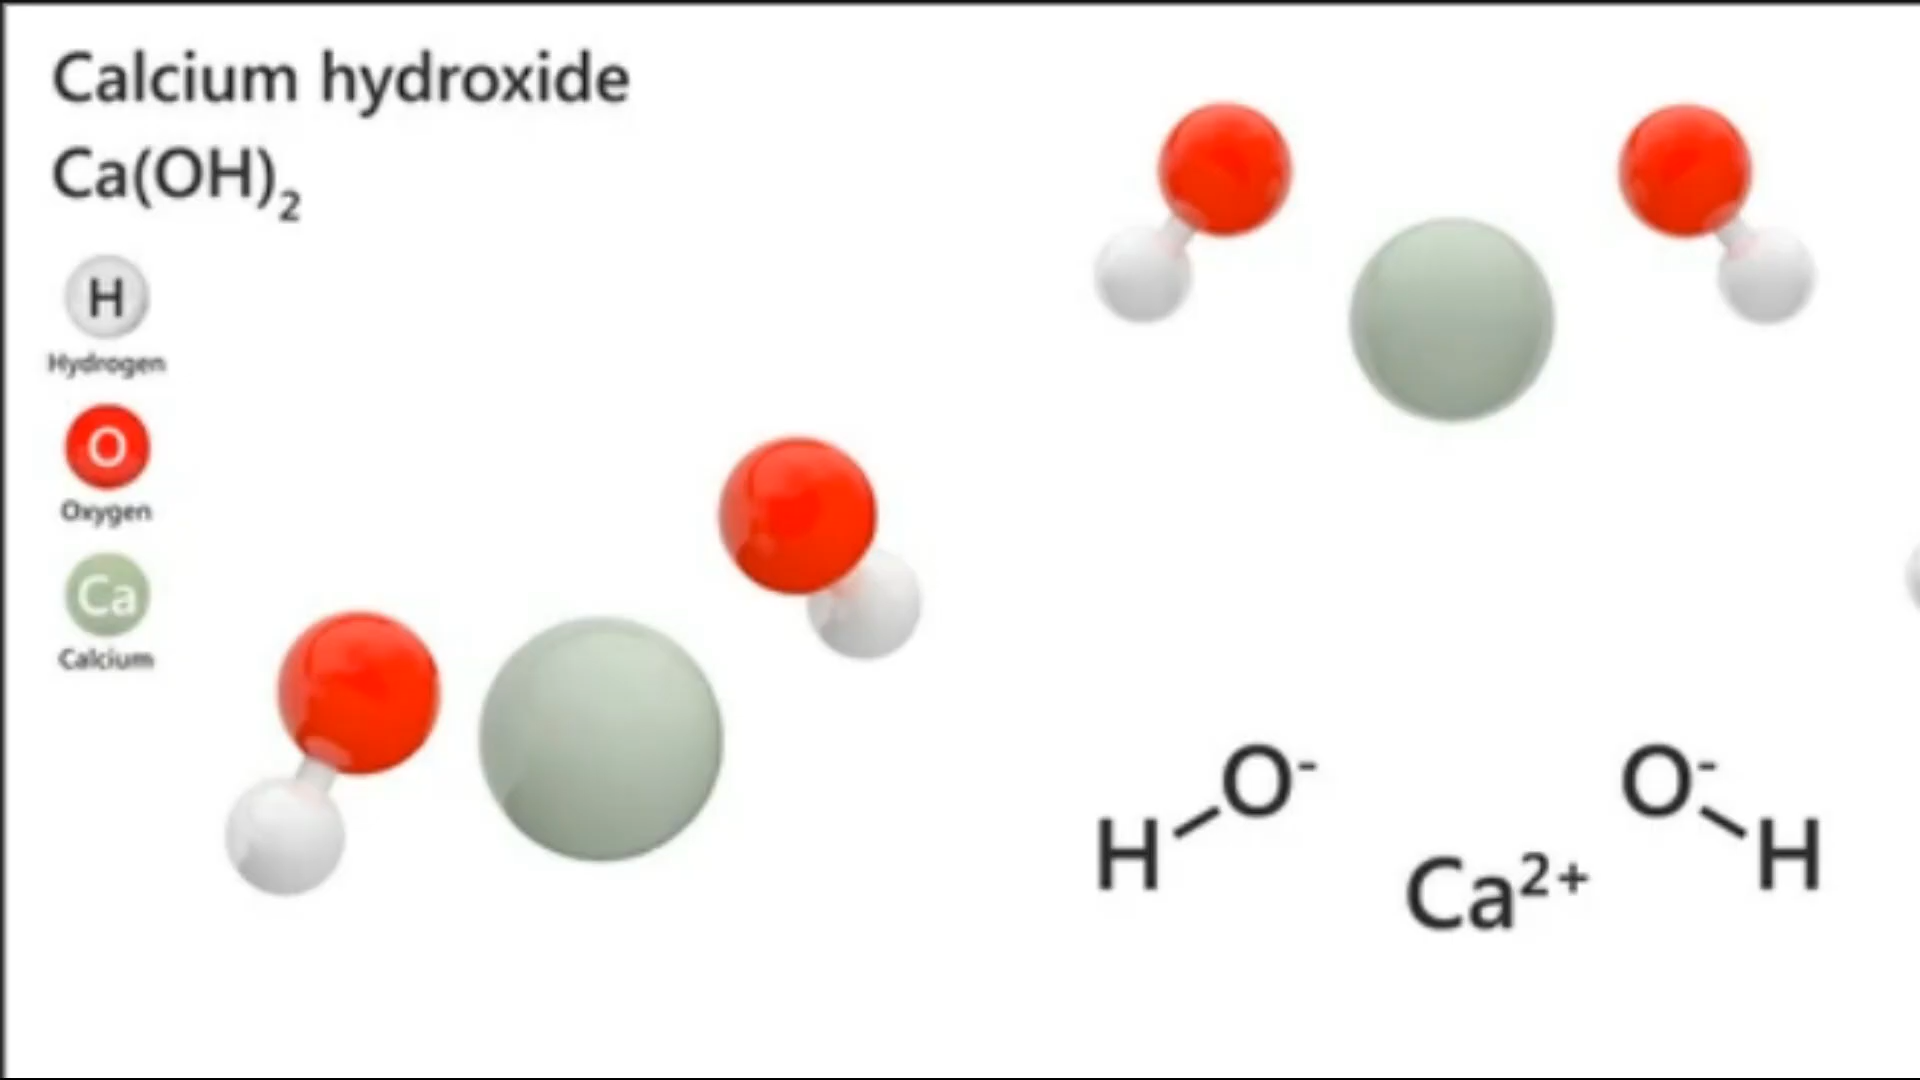 Calcium hydroxide
Ca(OH)₂
H
Hydrogen
O
Oxygen
Ca
Calcium
H O⁻ Ca²⁺ O⁻ H